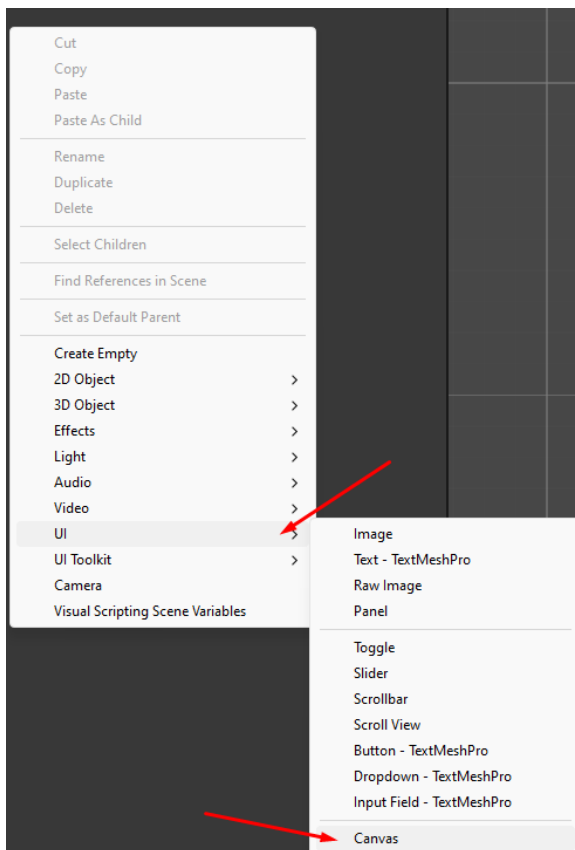 Cut
Copy
Paste
Paste As Child
Rename
Duplicate
Delete
Select Children
Find References in Scene
Set as Default Parent
Create Empty
2D Object
3D Object
Effects
Light
Audio
Video
UI
UI Toolkit
Camera
Visual Scripting Scene Variables
Image
Text - TextMeshPro
Raw Image
Panel
Toggle
Slider
Scrollbar
Scroll View
Button - TextMeshPro
Dropdown - TextMeshPro
Input Field - TextMeshPro
Canvas